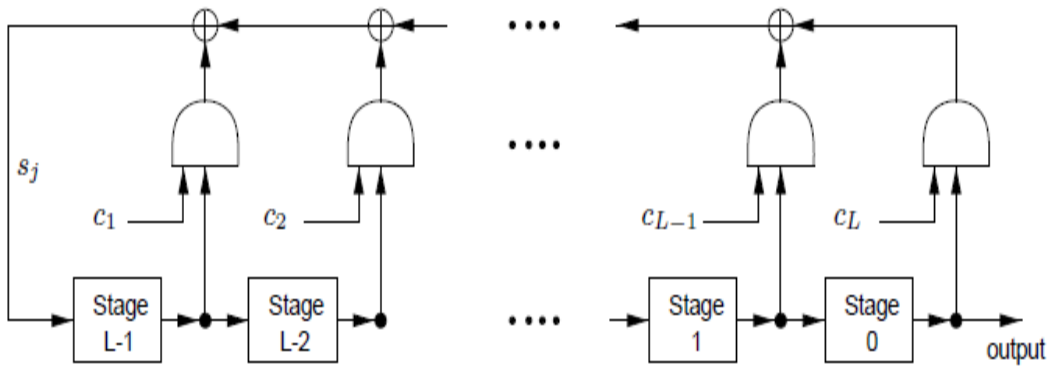 s_j
c_1
c_2
c_{L-1}
c_L
Stage
L-1
Stage
L-2
Stage
1
Stage
0
output